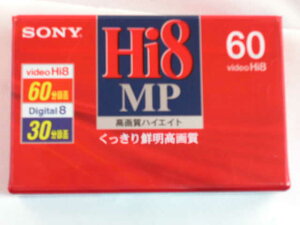 SONY
Hi8
MP
60
video Hi8
video Hi8
60分録画
Digital 8
30分録画
高画質ハイエイト
くっきり鮮明高画質